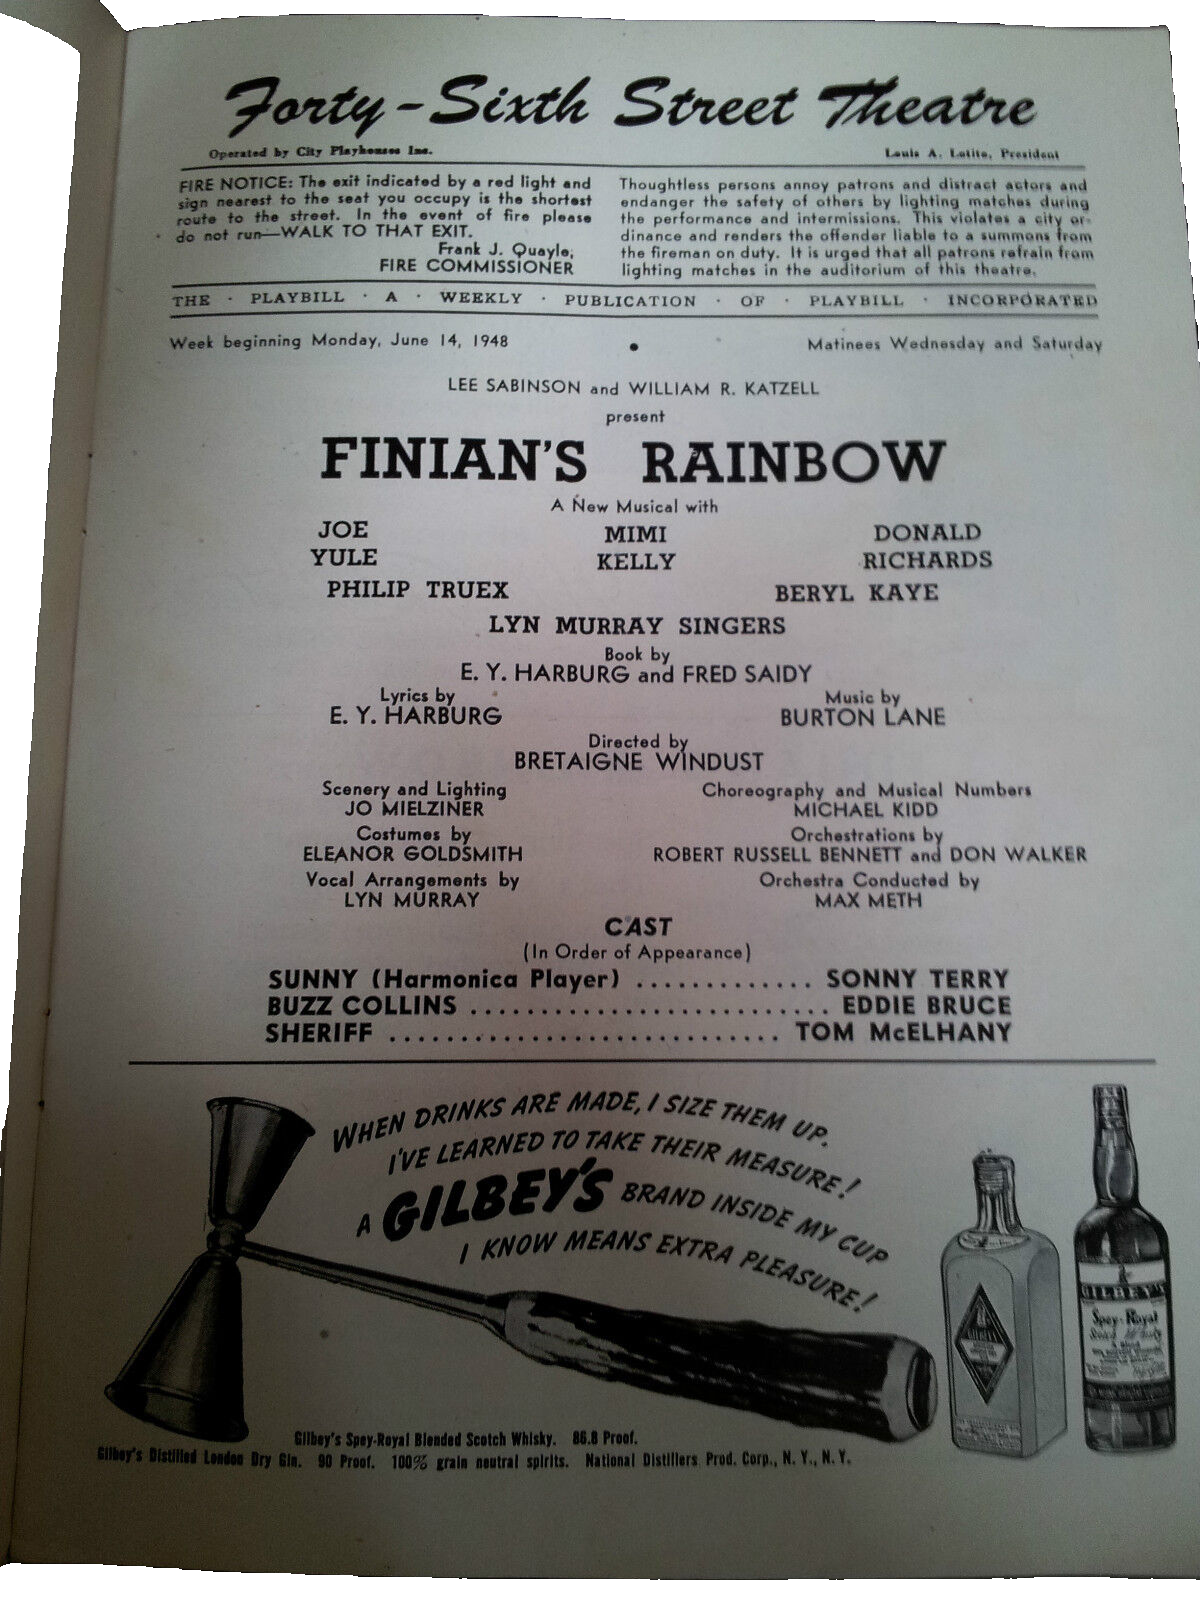 Forty-Sixth Street Theatre
Operated by City Playhouses Inc.
Louis A. Lotito, President
FIRE NOTICE: The exit indicated by a red light and
sign nearest to the seat you occupy is the shortest
route to the street. In the event of fire please
do not run—WALK TO THAT EXIT.
Frank J. Quayle,
FIRE COMMISSIONER
Thoughtless persons annoy patrons and distract actors and
endanger the safety of others by lighting matches during
the performance and intermissions. This violates a city or-
dinance and renders the offender liable to a summons from
the fireman on duty. It is urged that all patrons refrain from
lighting matches in the auditorium of this theatre.
THE · PLAYBILL · A · WEEKLY · PUBLICATION · OF · PLAYBILL · INCORPORATED
Week beginning Monday, June 14, 1948 • Matinees Wednesday and Saturday
LEE SABINSON and WILLIAM R. KATZELL
present
FINIAN'S RAINBOW
A New Musical with
JOE MIMI DONALD
YULE KELLY RICHARDS
PHILIP TRUEX BERYL KAYE
LYN MURRAY SINGERS
Book by
E. Y. HARBURG and FRED SAIDY
Lyrics by Music by
E. Y. HARBURG BURTON LANE
Directed by
BRETAIGNE WINDUST
Scenery and Lighting Choreography and Musical Numbers
JO MIELZINER MICHAEL KIDD
Costumes by Orchestrations by
ELEANOR GOLDSMITH ROBERT RUSSELL BENNETT and DON WALKER
Vocal Arrangements by Orchestra Conducted by
LYN MURRAY MAX METH
CAST
(In Order of Appearance)
SUNNY (Harmonica Player) ............. SONNY TERRY
BUZZ COLLINS .......................... EDDIE BRUCE
SHERIFF ............................ TOM McELHANY
WHEN DRINKS ARE MADE, I SIZE THEM UP.
I'VE LEARNED TO TAKE THEIR MEASURE!
A GILBEY'S BRAND INSIDE MY CUP
I KNOW MEANS EXTRA PLEASURE!
GILBEY'S
Spey-Royal
Gilbey's Spey-Royal Blended Scotch Whisky. 86.8 Proof.
Gilbey's Distilled London Dry Gin. 90 Proof. 100% grain neutral spirits. National Distillers Prod. Corp., N. Y., N. Y.